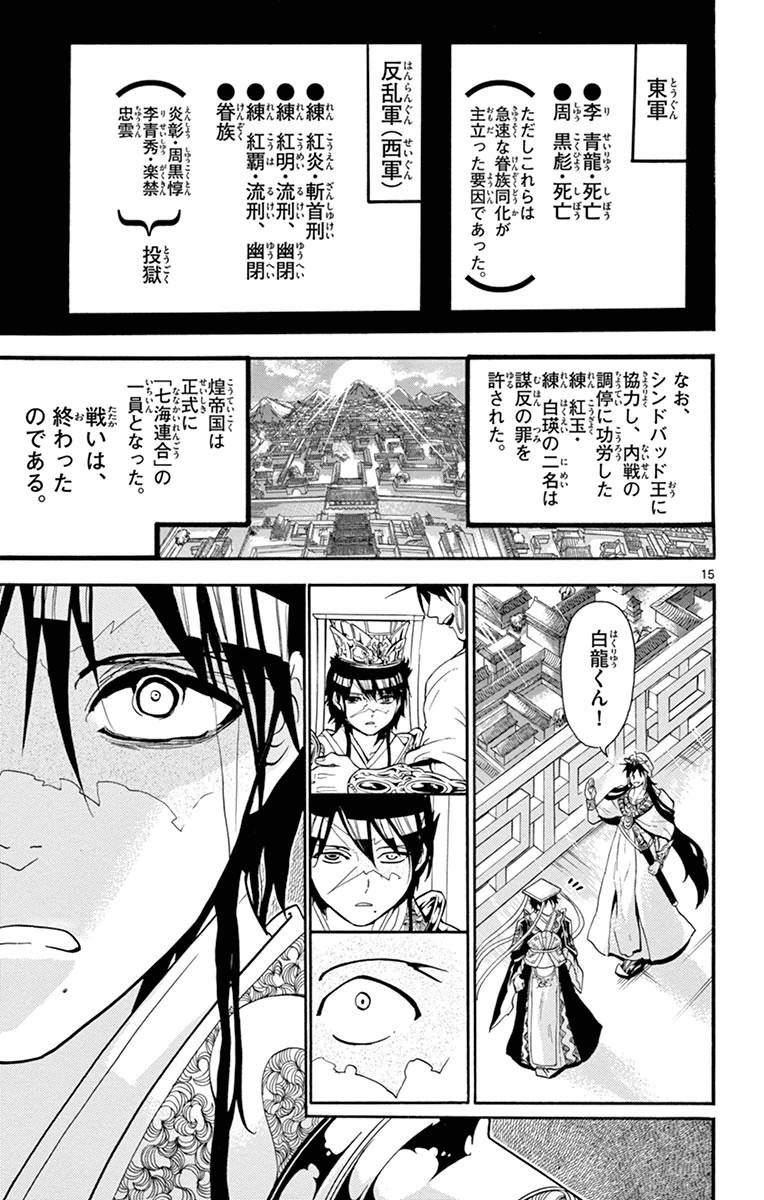 東軍
●李 青龍・死亡
●周 黒彪・死亡
(ただしこれらは
急速な眷族同化が
主立った要因であった。)
反乱軍(西軍)
●練 紅炎・斬首刑
●練 紅明・流刑、幽閉
●練 紅覇・流刑、幽閉
●眷族
(炎彰・周黒惇
李青秀・楽禁
忠雲)
}投獄
なお、
シンドバッド王に
協力し、内戦の
調停に功労した
練 紅玉・
練 白瑛の二名は
謀反の罪を
許された。
煌帝国は
正式に
「七海連合」の
一員となった。
戦いは、
終わった
のである。
15
白龍くん!